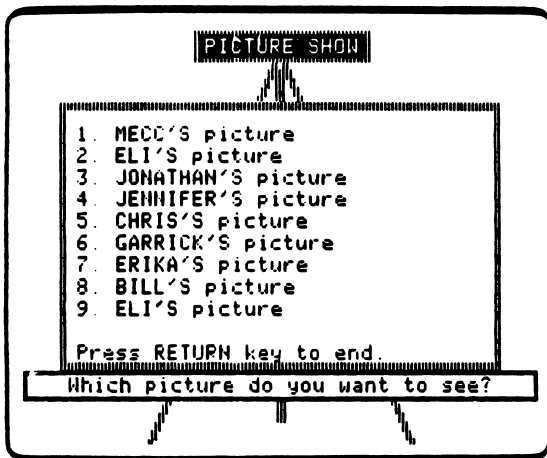 PICTURE SHOW
1. MECC'S picture
2. ELI'S picture
3. JONATHAN'S picture
4. JENNIFER'S picture
5. CHRIS'S picture
6. GARRICK'S picture
7. ERIKA'S picture
8. BILL'S picture
9. ELI'S picture
Press RETURN key to end.
Which picture do you want to see?